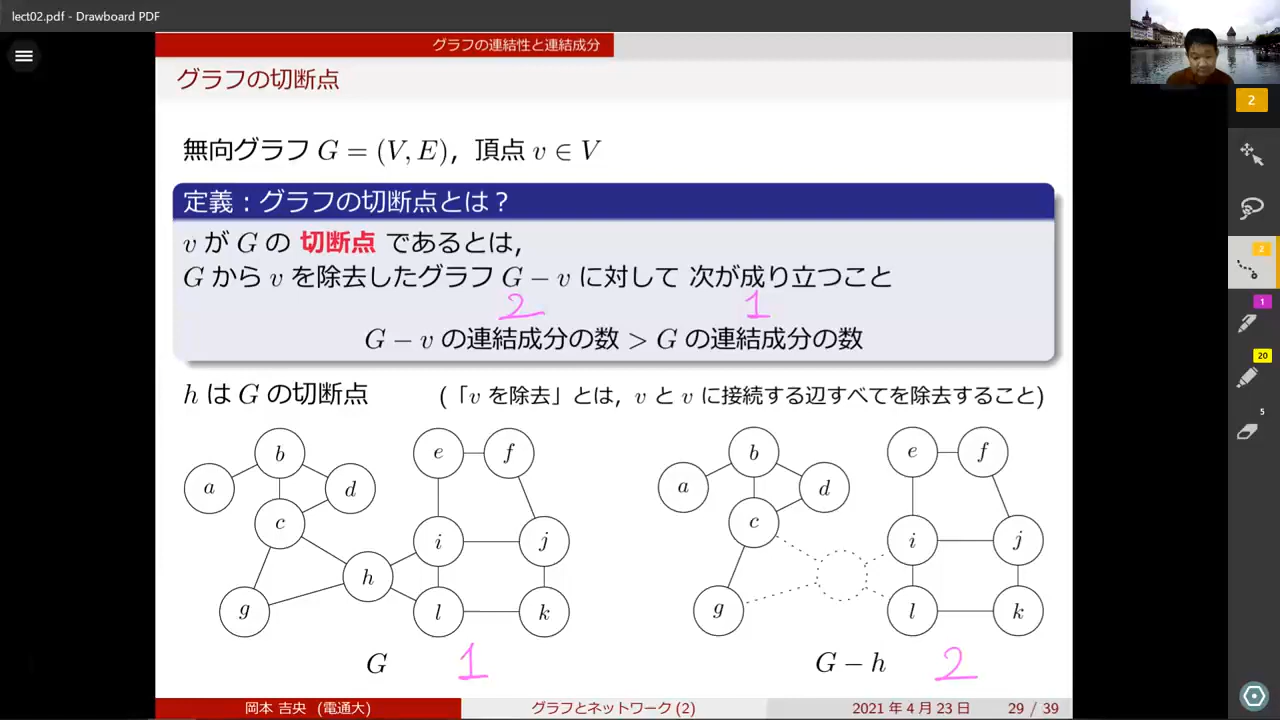 lect02.pdf - Drawboard PDF
グラフの連結性と連結成分
グラフの切断点
無向グラフ G = (V, E), 頂点 v ∈ V
定義:グラフの切断点とは?
v が G の 切断点 であるとは,
G から v を除去したグラフ G − v に対して 次が成り立つこと
2 1
G − v の連結成分の数 > G の連結成分の数
h は G の切断点 (「v を除去」とは, v と v に接続する辺すべてを除去すること)
a b c d e f g h i j k l
G 1
a b c d e f g i j k l
G − h 2
岡本 吉央 (電通大) グラフとネットワーク (2) 2021 年 4 月 23 日 29 / 39
2
2
1
20
5